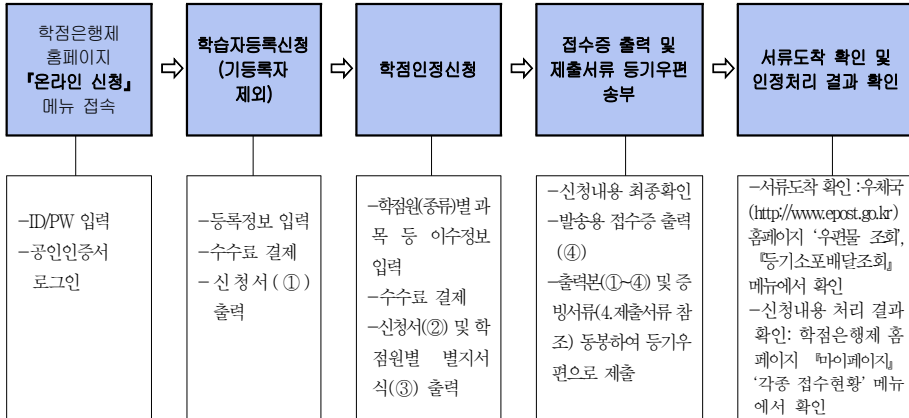 학점은행제
홈페이지
『온라인 신청』
메뉴 접속
학습자등록신청
(기등록자
제외)
학점인정신청
접수증 출력 및
제출서류 등기우편
송부
서류도착 확인 및
인정처리 결과 확인
-ID/PW 입력
-공인인증서
로그인
-등록정보 입력
-수수료 결제
-신청서(①)
출력
-학점원(종류)별 과
목 등 이수정보
입력
-수수료 결제
-신청서(②) 및 학
점원별 별지서
식(③) 출력
-신청내용 최종확인
-발송용 접수증 출력
(④)
-출력본(①~④) 및 증
빙서류(4.제출서류 참
조) 동봉하여 등기우
편으로 제출
-서류도착 확인 :우체국
(http://www.epost.go.kr)
홈페이지 ‘우편물 조회’,
『등기소포배달조회』
메뉴에서 확인
-신청내용 처리 결과
확인: 학점은행제 홈
페이지 『마이페이지』
‘각종 접수현황’ 메뉴
에서 확인